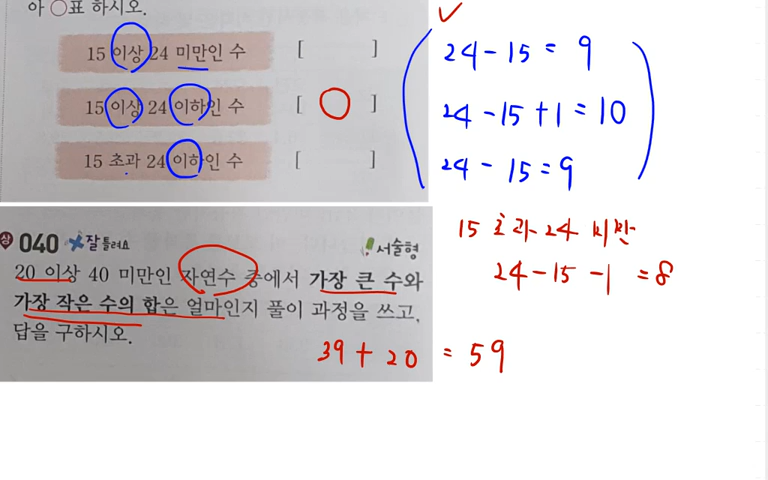 아 ○표 하시오.
15 이상 24 미만인 수 [ ]
24 - 15 = 9
15 이상 24 이하인 수 [ ○ ]
24 - 15 + 1 = 10
15 초과 24 이하인 수 [ ]
24 - 15 = 9
15 초과 24 미만
24 - 15 - 1 = 8
상 040 잘 틀려요 서술형
20 이상 40 미만인 자연수 중에서 가장 큰 수와
가장 작은 수의 합은 얼마인지 풀이 과정을 쓰고,
답을 구하시오.
39 + 20 = 59